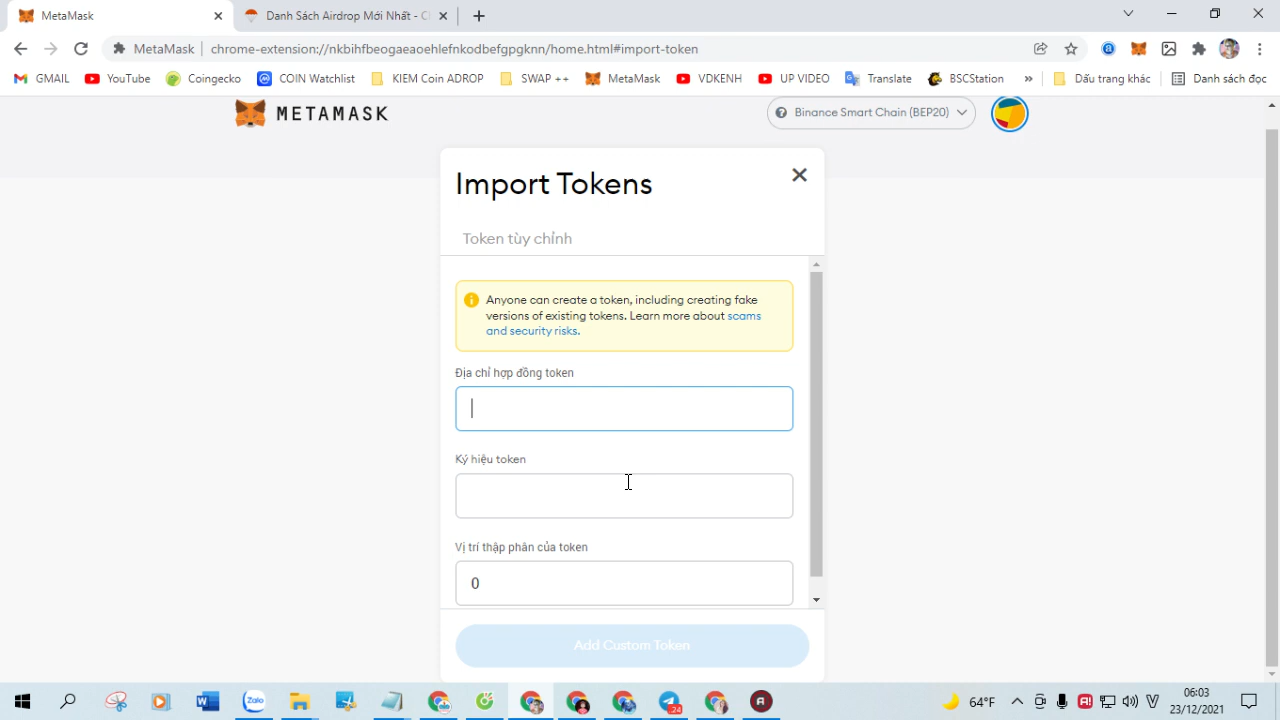 MetaMask
Danh Sách Airdrop Mới Nhất - C
MetaMask
chrome-extension://nkbihfbeogaeaoehlefnkodbefgpgknn/home.html#import-token
GMAIL
YouTube
Coingecko
COIN Watchlist
KIEM Coin ADROP
SWAP ++
MetaMask
VDKENH
UP VIDEO
Translate
BSCStation
»
Dấu trang khác
Danh sách đọc
METAMASK
Binance Smart Chain (BEP20)
Import Tokens
Token tùy chỉnh
Anyone can create a token, including creating fake
versions of existing tokens. Learn more about scams
and security risks.
Địa chỉ hợp đồng token
Ký hiệu token
Vị trí thập phân của token
0
Add Custom Token
Zalo
24
64°F
06:03
23/12/2021